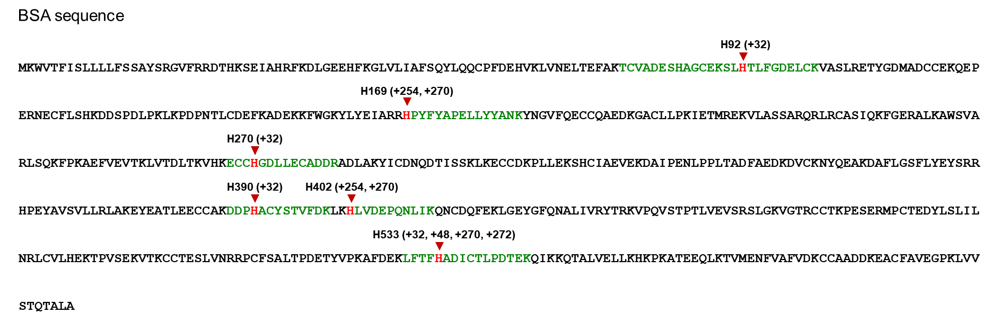 BSA sequence
H92 (+32)
MKWVTFISLLLLFSSAYSRGVFRRDTHKSEIAHRFKDLGEEHFKGLVLIAFSQYLQQCPFDEHVKLVNELTEFAKTCVADESHAGCEKSLHTLFGDELCKVASLRETYGDMADCCEKQEP
H169 (+254, +270)
ERNECFLSHKDDSPDLPKLKPDPNTLCDEFKADEKKFWGKYLYEIARRHPYFYAPELLYYANKYNGVFQECCQAEDKGACLLPKIETMREKVLASSARQRLRCASIQKFGERALKAWSVA
H270 (+32)
RLSQKFPKAEFVEVTKLVTDLTKVHKECCHGDLLECADDRADLAKYICDNQDTISSKLKECCDKPLLEKSHCIAEVEKDAIPENLPPLTADFAEDKDVCKNYQEAKDAFLGSFLYEYSRR
H390 (+32) H402 (+254, +270)
HPEYAVSVLLRLAKEYEATLEECCAKDDPHACYSTVFDKLKHLVDEPQNLIKQNCDQFEKLGEYGFQNALIVRYTRKVPQVSTPTLVEVSRSLGKVGTRCCTKPESERMPCTEDYLSLIL
H533 (+32, +48, +270, +272)
NRLCVLHEKTPVSEKVTKCCTESLVNRRPCFSALTPDETYVPKAFDEKLFTFHADICTLPDTEKQIKKQTALVELLKHKPKATEEQLKTVMENFVAFVDKCCAADDKEACFAVEGPKLVV
STQTALA